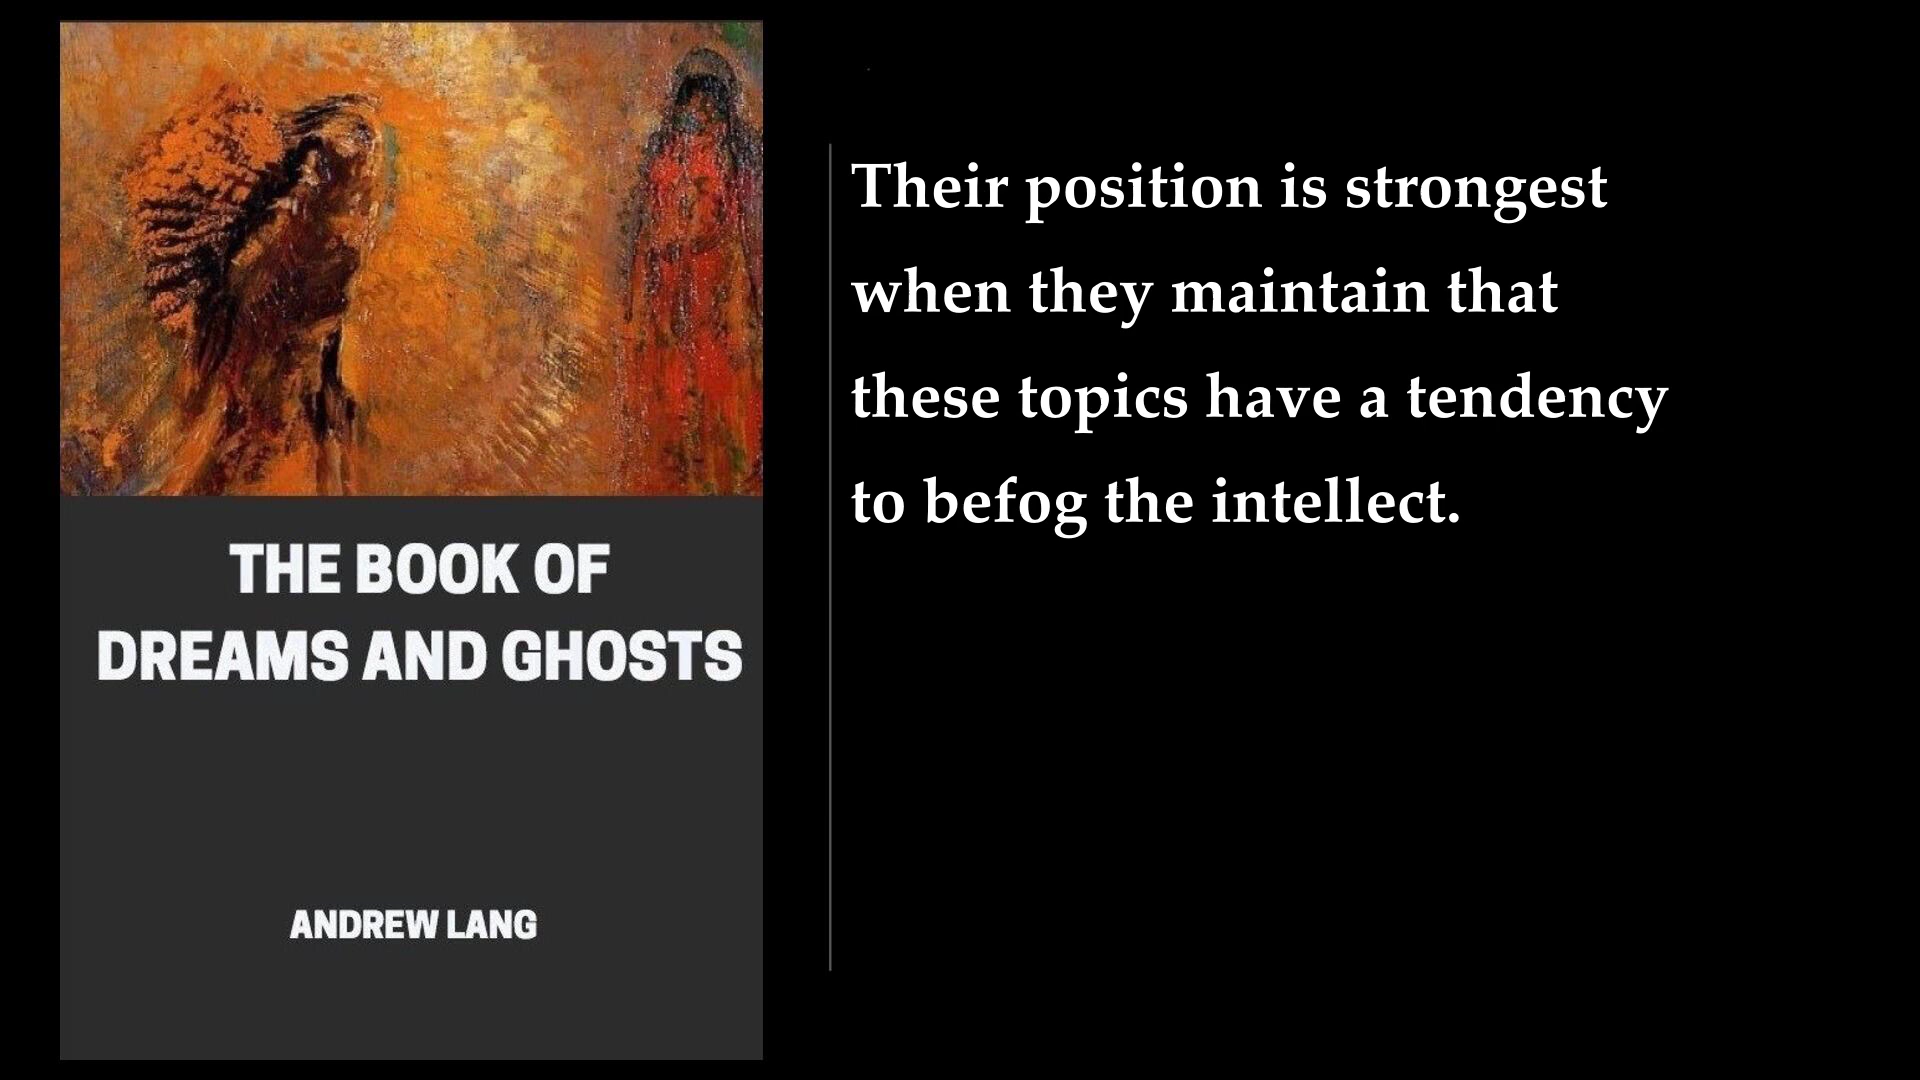 THE BOOK OF
DREAMS AND GHOSTS
ANDREW LANG
Their position is strongest
when they maintain that
these topics have a tendency
to befog the intellect.